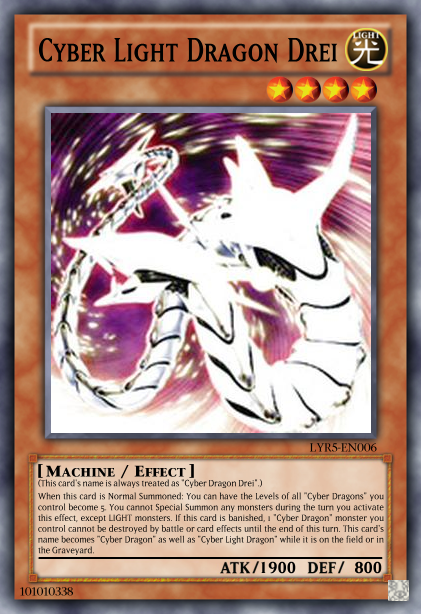 CYBER LIGHT DRAGON DREI
LIGHT
光
LYR5-EN006
[ MACHINE / EFFECT ]
(This card's name is always treated as "Cyber Dragon Drei".)
When this card is Normal Summoned: You can have the Levels of all "Cyber Dragons" you
control become 5. You cannot Special Summon any monsters during the turn you activate
this effect, except LIGHT monsters. If this card is banished, 1 "Cyber Dragon" monster you
control cannot be destroyed by battle or card effects until the end of this turn. This card's
name becomes "Cyber Dragon" as well as "Cyber Light Dragon" while it is on the field or in
the Graveyard.
ATK/1900 DEF/ 800
101010338